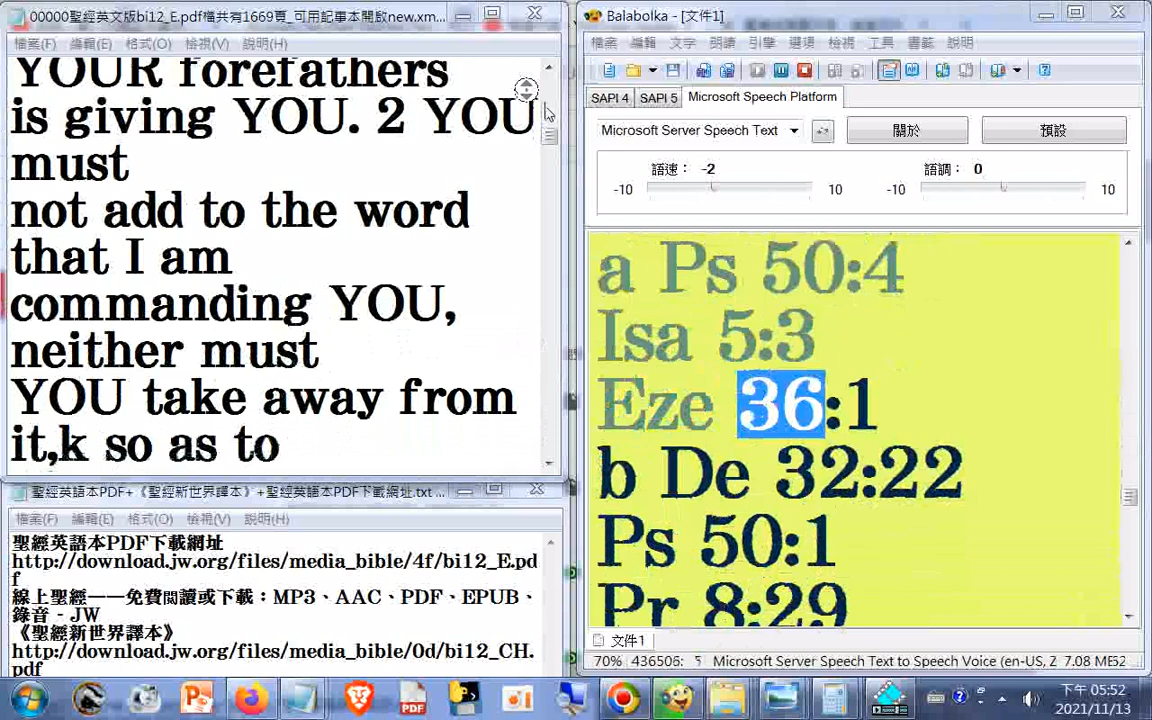 00000聖經英文版bi12_E.pdf檔共有1669頁_可用記事本開啟new.xm...
檔案(F) 編輯(E) 格式(O) 檢視(V) 說明(H)
YOUR forefathers
is giving YOU. 2 YOU
must
not add to the word
that I am
commanding YOU,
neither must
YOU take away from
it,k so as to
聖經英語本PDF+《聖經新世界譯本》+聖經英語本PDF下載網址.txt ...
檔案(F) 編輯(E) 格式(O) 檢視(V) 說明(H)
聖經英語本PDF下載網址
http://download.jw.org/files/media_bible/4f/bi12_E.pd
f
線上聖經——免費閱讀或下載：MP3、AAC、PDF、EPUB、
錄音 - JW
《聖經新世界譯本》
http://download.jw.org/files/media_bible/0d/bi12_CH.
pdf
Balabolka - [文件1]
檔案 編輯 文字 朗讀 引擎 選項 檢視 工具 書籤 說明
SAPI 4 SAPI 5 Microsoft Speech Platform
Microsoft Server Speech Text 關於 預設
語速： -2 語調： 0
-10 10 -10 10
a Ps 50:4
Isa 5:3
Eze 36:1
b De 32:22
Ps 50:1
Pr 8:29
文件1
70% 436506: Microsoft Server Speech Text to Speech Voice (en-US, Z 7.08 ME52
下午 05:52
2021/11/13